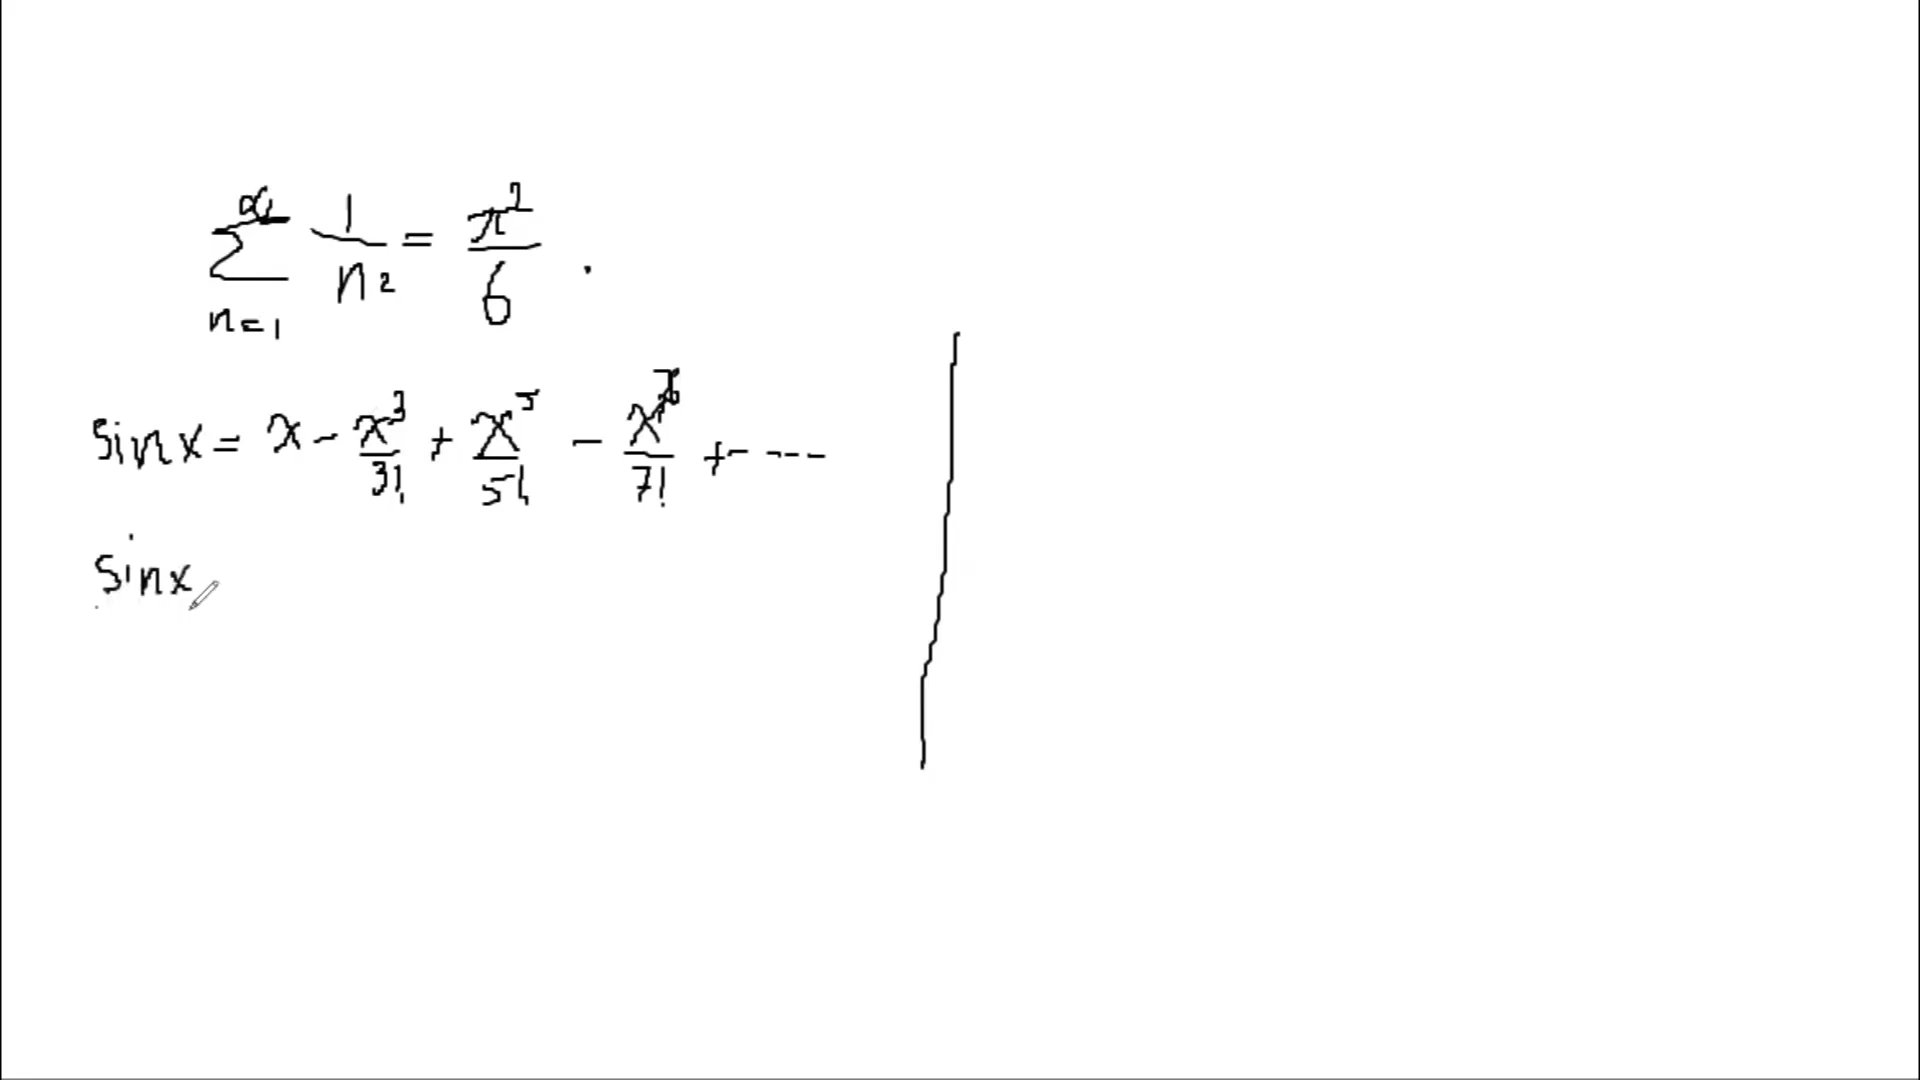 ∑_{n=1}^{∞} 1/n² = π²/6 .
sinx = x - x³/3! + x⁵/5! - x⁷/7! + - ---
sinx